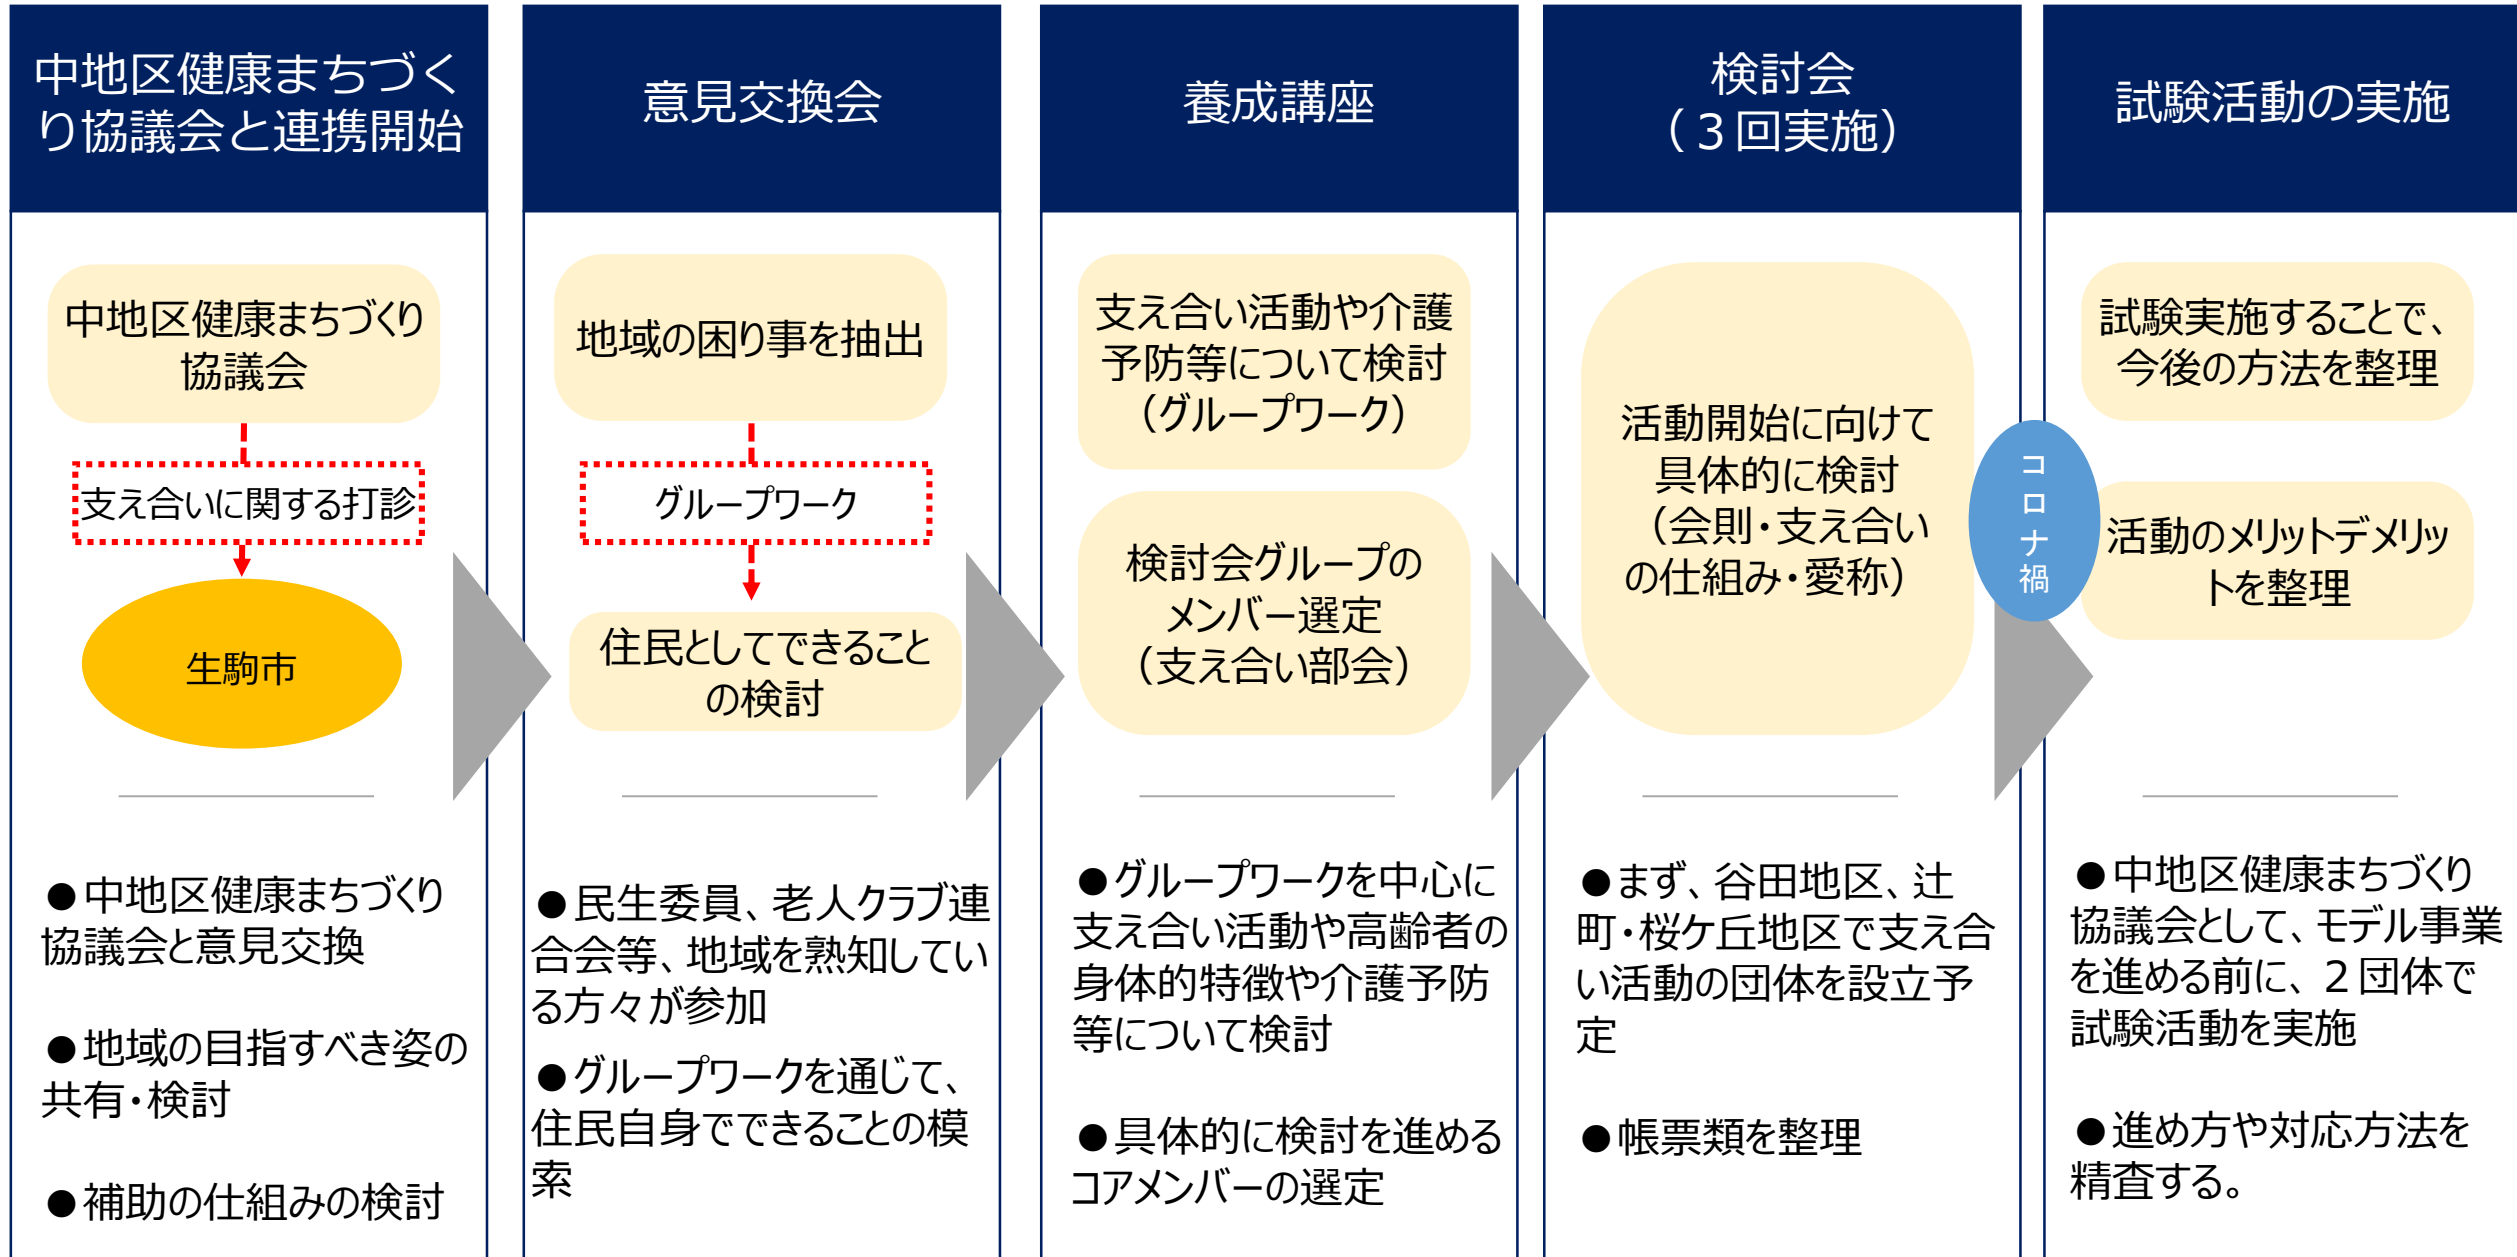 中地区健康まちづく
り協議会と連携開始
中地区健康まちづくり
協議会
支え合いに関する打診
生駒市
●中地区健康まちづくり
協議会と意見交換
●地域の目指すべき姿の
共有・検討
●補助の仕組みの検討
意見交換会
地域の困り事を抽出
グループワーク
住民としてできること
の検討
●民生委員、老人クラブ連
合会等、地域を熟知してい
る方々が参加
●グループワークを通じて、
住民自身でできることの模
索
養成講座
支え合い活動や介護
予防等について検討
（グループワーク）
検討会グループの
メンバー選定
（支え合い部会）
●グループワークを中心に
支え合い活動や高齢者の
身体的特徴や介護予防
等について検討
●具体的に検討を進める
コアメンバーの選定
検討会
（３回実施）
活動開始に向けて
具体的に検討
（会則・支え合い
の仕組み・愛称）
●まず、谷田地区、辻
町・桜ケ丘地区で支え合
い活動の団体を設立予
定
●帳票類を整理
コロナ禍
試験活動の実施
試験実施することで、
今後の方法を整理
活動のメリットデメリッ
トを整理
●中地区健康まちづくり
協議会として、モデル事業
を進める前に、２団体で
試験活動を実施
●進め方や対応方法を
精査する。